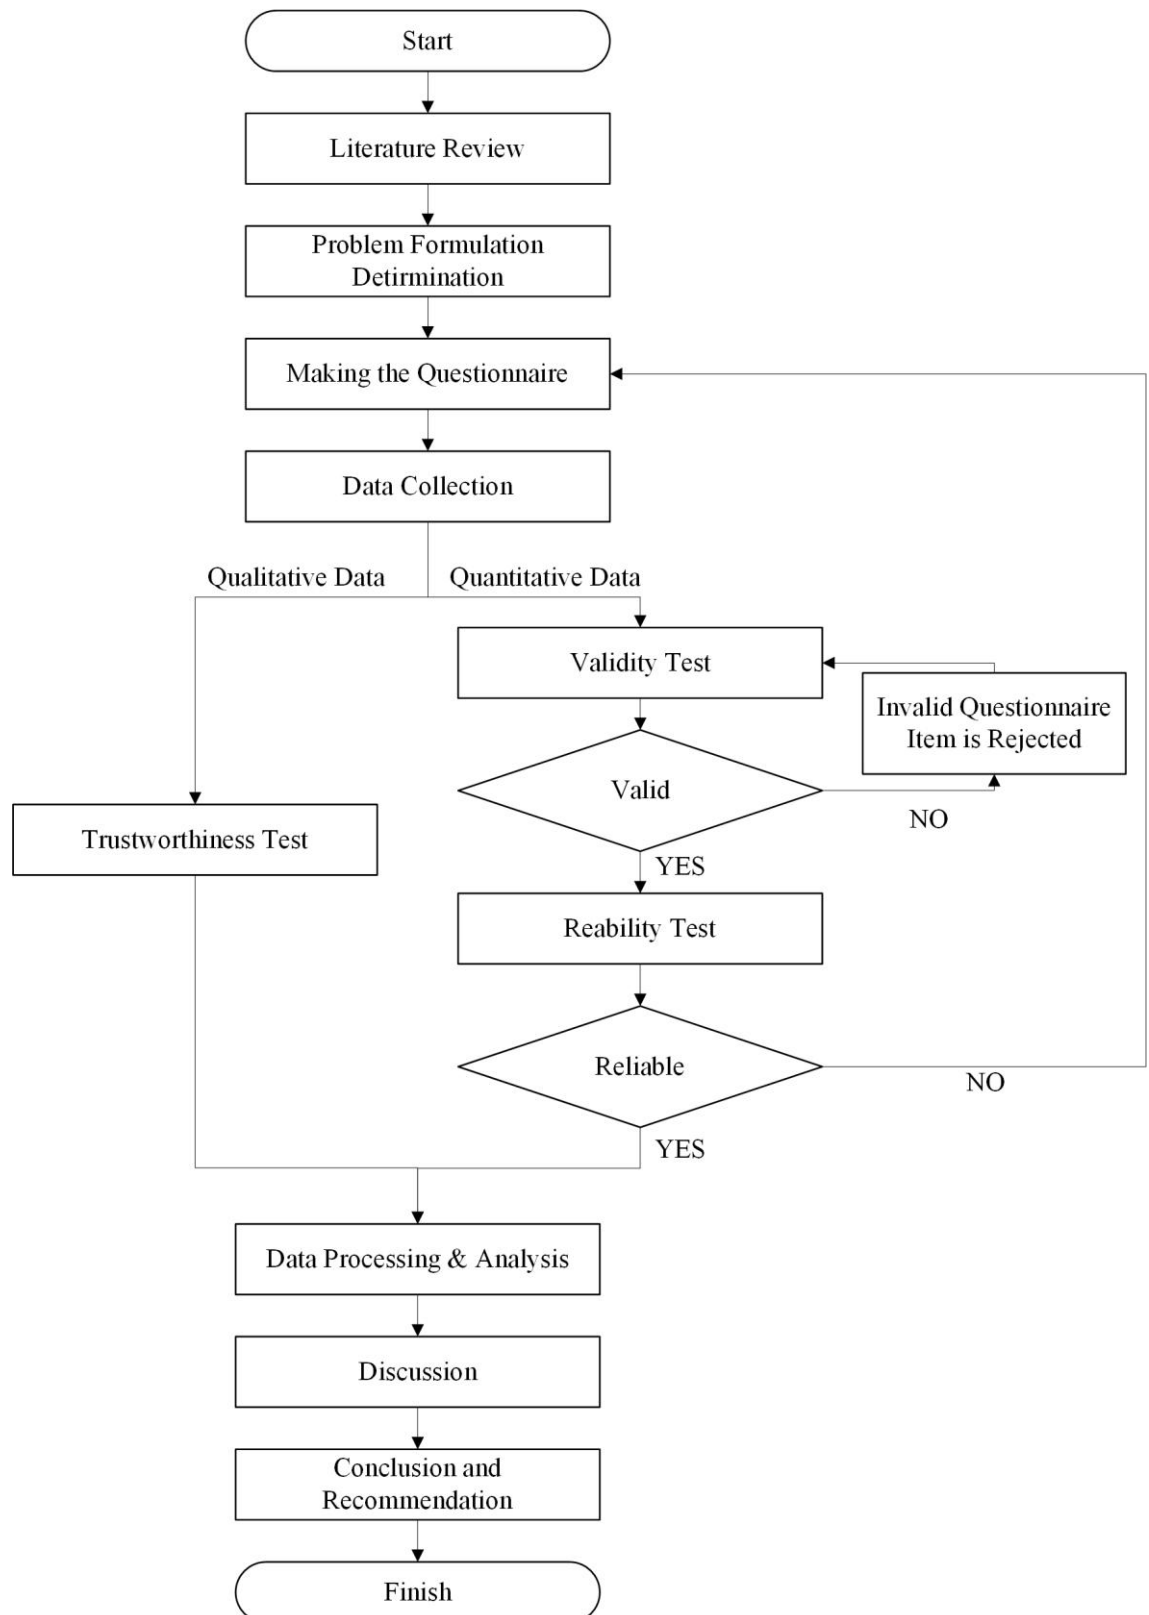 Start
Literature Review
Problem Formulation
Detirmination
Making the Questionnaire
Data Collection
Qualitative Data
Quantitative Data
Validity Test
Invalid Questionnaire
Item is Rejected
Valid
NO
Trustworthiness Test
YES
Reability Test
Reliable
NO
YES
Data Processing & Analysis
Discussion
Conclusion and
Recommendation
Finish